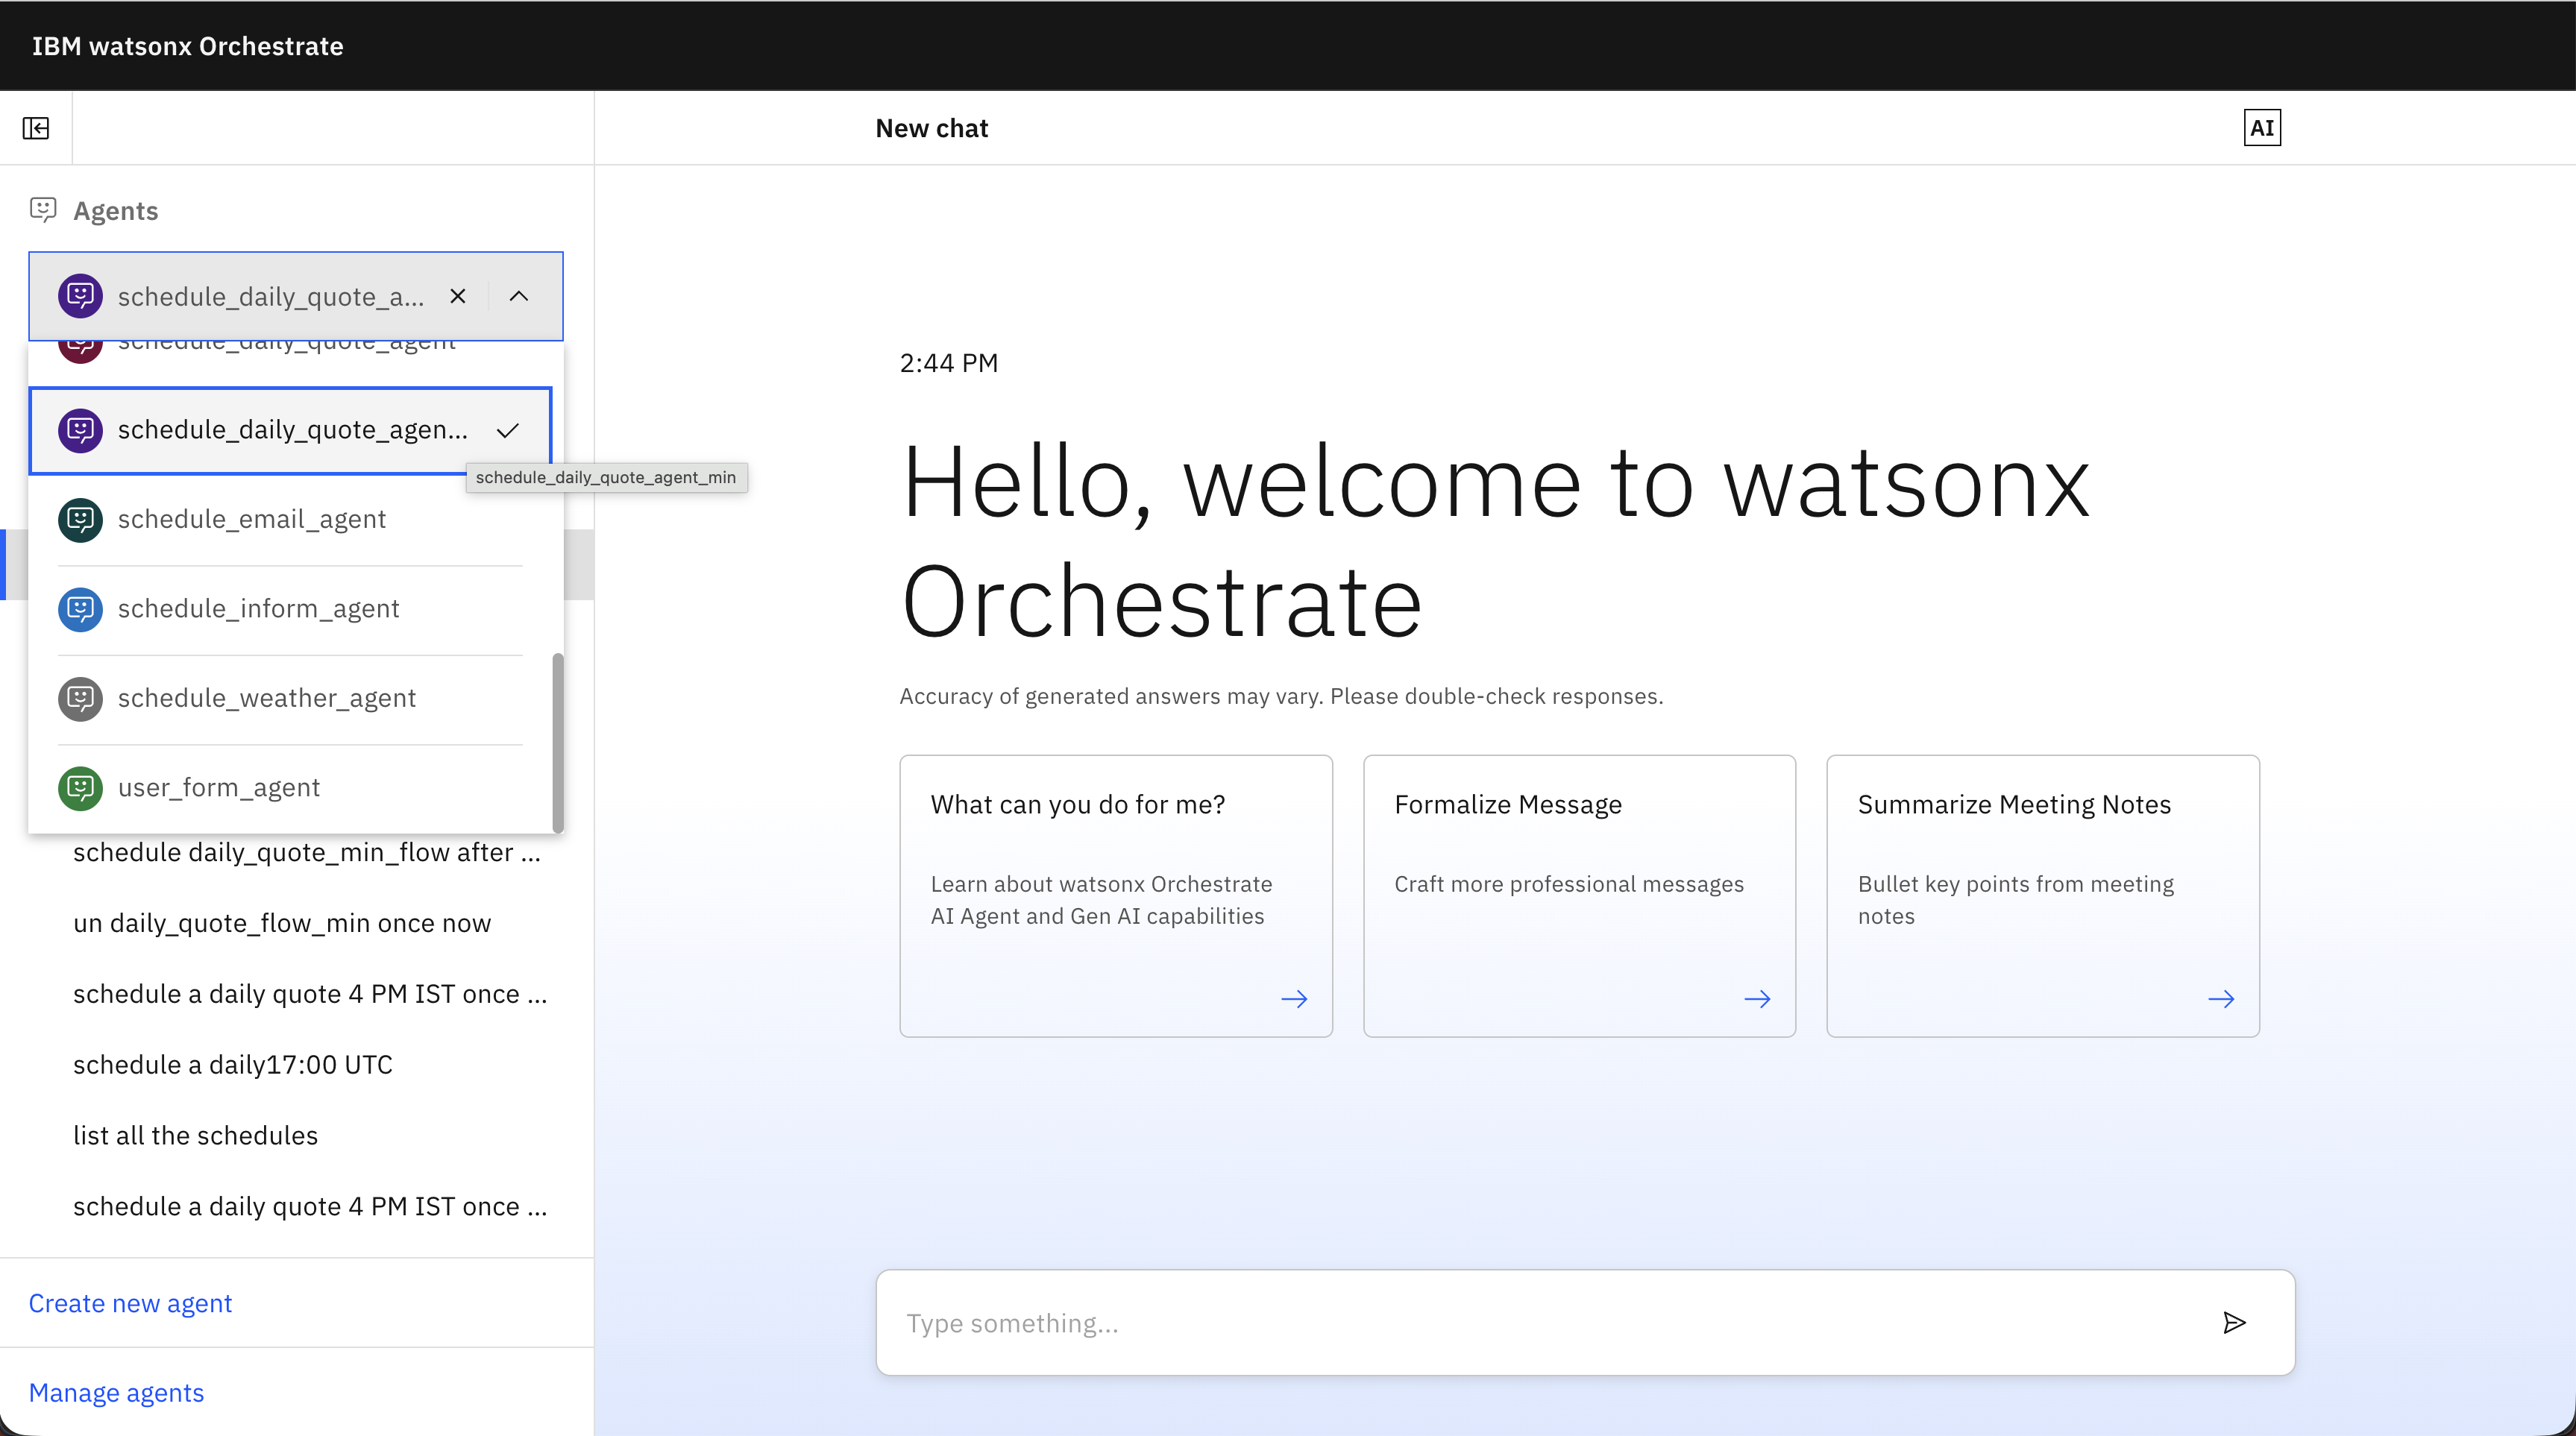 IBM watsonx Orchestrate
New chat
AI
Agents
schedule_daily_quote_a...
schedule_daily_quote_agent
schedule_daily_quote_agen...
schedule_daily_quote_agent_min
schedule_email_agent
schedule_inform_agent
schedule_weather_agent
user_form_agent
schedule daily_quote_min_flow after ...
un daily_quote_flow_min once now
schedule a daily quote 4 PM IST once ...
schedule a daily17:00 UTC
list all the schedules
schedule a daily quote 4 PM IST once ...
Create new agent
Manage agents
2:44 PM
Hello, welcome to watsonx
Orchestrate
Accuracy of generated answers may vary. Please double-check responses.
What can you do for me?
Learn about watsonx Orchestrate
AI Agent and Gen AI capabilities
Formalize Message
Craft more professional messages
Summarize Meeting Notes
Bullet key points from meeting
notes
Type something...